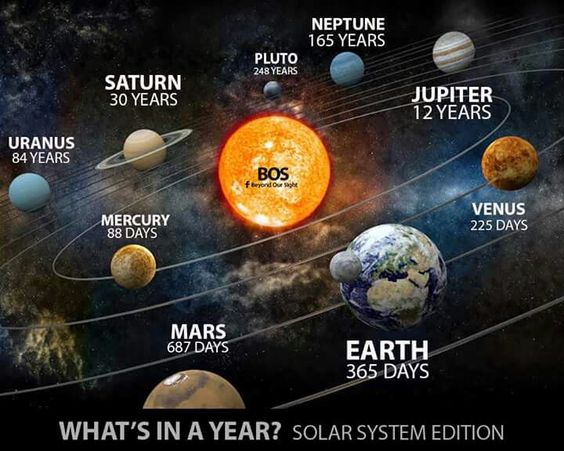 NEPTUNE
165 YEARS
PLUTO
248 YEARS
SATURN
30 YEARS
JUPITER
12 YEARS
URANUS
84 YEARS
BOS
f Beyond Our Sight
MERCURY
88 DAYS
VENUS
225 DAYS
MARS
687 DAYS
EARTH
365 DAYS
WHAT'S IN A YEAR? SOLAR SYSTEM EDITION